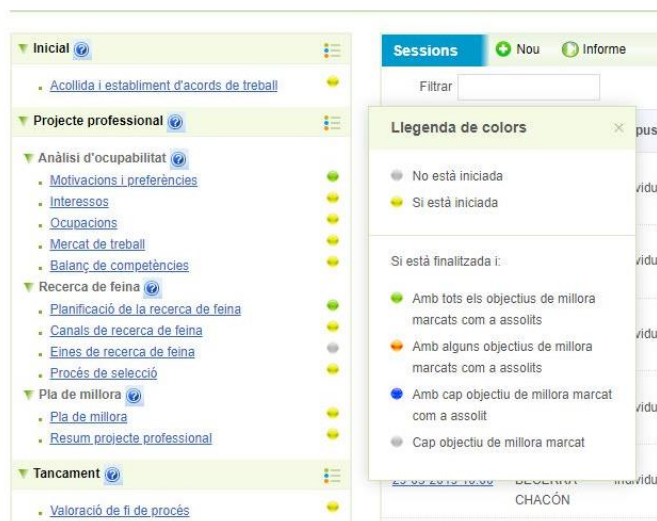 Inicial
Acollida i establiment d'acords de treball
Projecte professional
Anàlisi d'ocupabilitat
Motivacions i preferències
Interessos
Ocupacions
Mercat de treball
Balanç de competències
Recerca de feina
Planificació de la recerca de feina
Canals de recerca de feina
Eines de recerca de feina
Procés de selecció
Pla de millora
Pla de millora
Resum projecte professional
Tancament
Valoració de fi de procés
Sessions Nou Informe
Filtrar
Llegenda de colors
No està iniciada
Si està iniciada
Si està finalitzada i:
Amb tots els objectius de millora
marcats com a assolits
Amb alguns objectius de millora
marcats com a assolits
Amb cap objectiu de millora marcat
com a assolit
Cap objectiu de millora marcat
CHACÓN